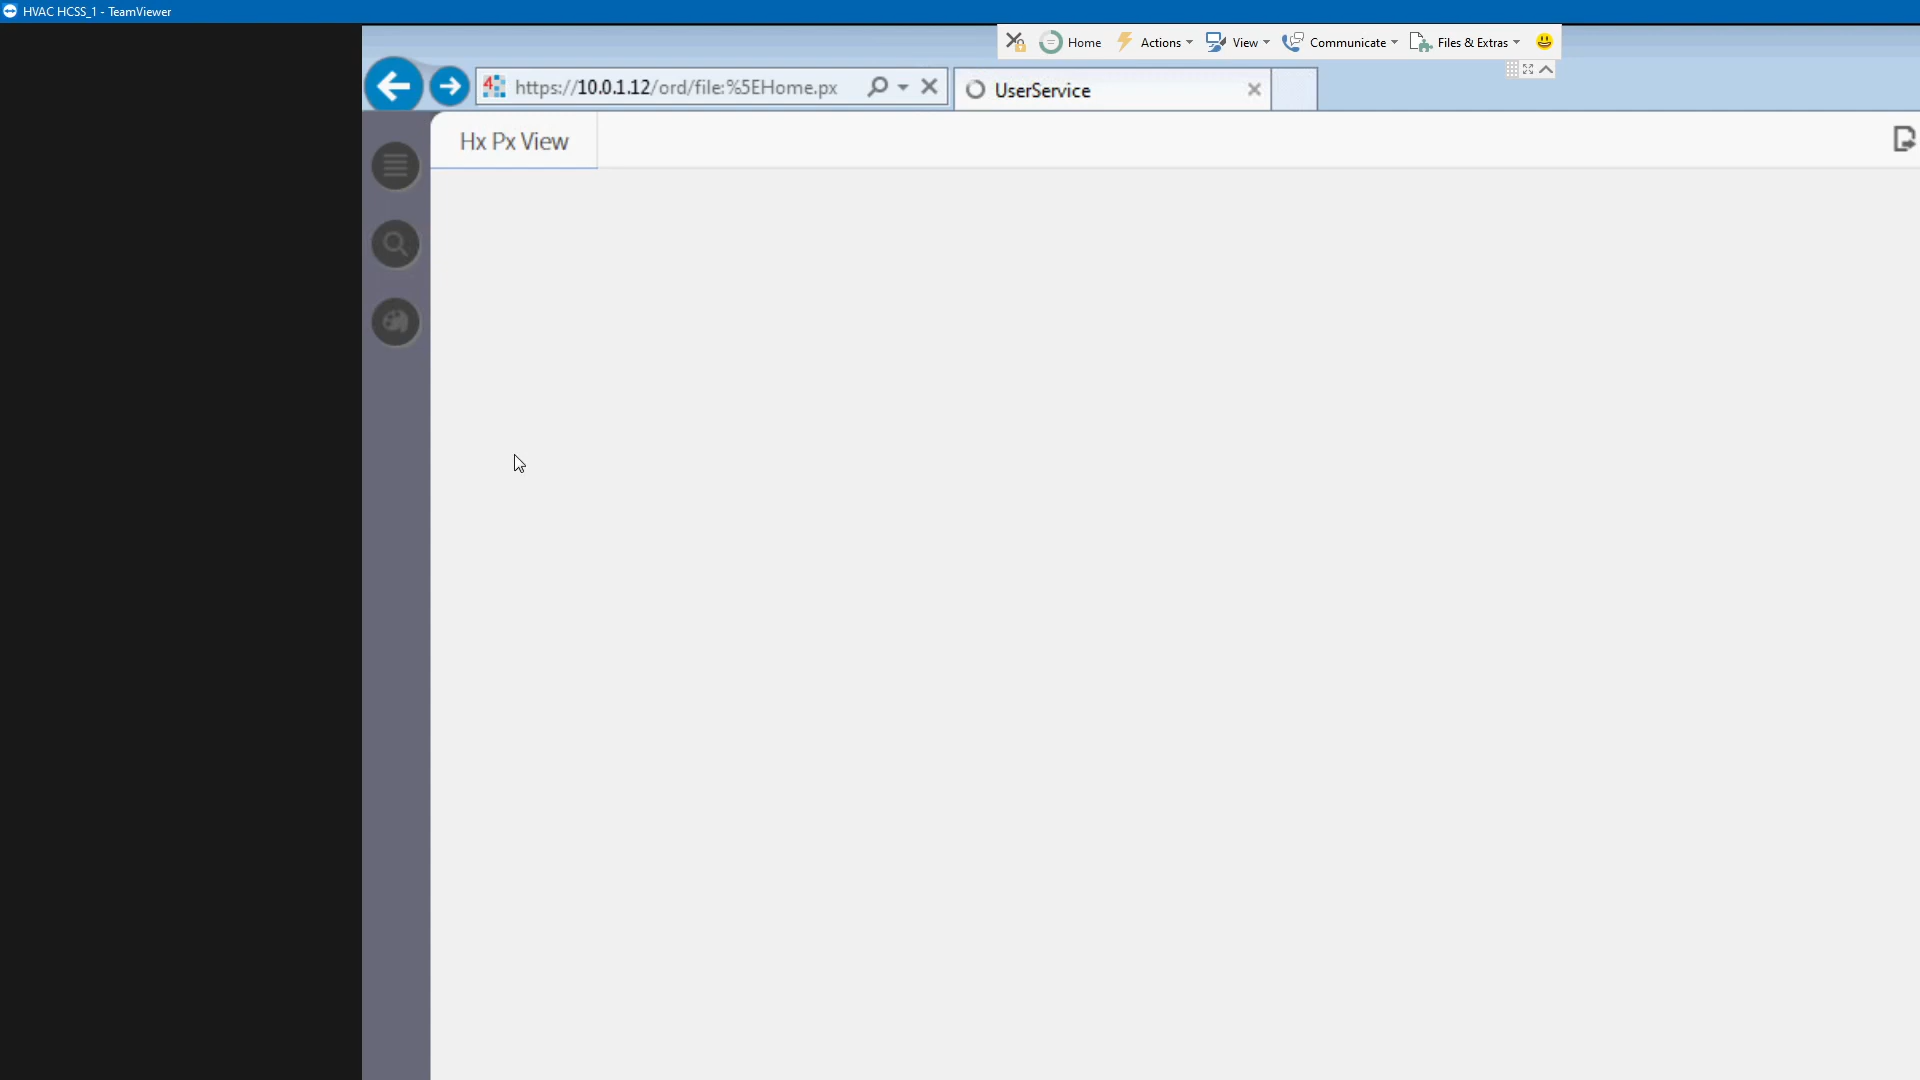 HVAC HCSS_1 - TeamViewer
Home Actions View Communicate Files & Extras
https://10.0.1.12/ord/file:%5EHome.px
UserService
Hx Px View